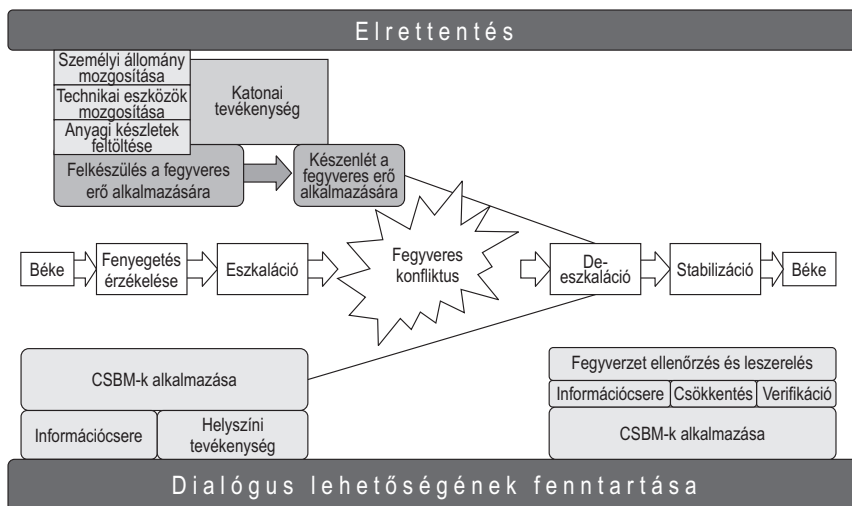 Elrettentés
Személyi állomány
mozgosítása
Technikai eszközök
mozgosítása
Anyagi készletek
feltöltése
Katonai
tevékenység
Felkészülés a fegyveres
erő alkalmazására
Készenlét a
fegyveres erő
alkalmazására
Béke
Fenyegetés
érzékelése
Eszkaláció
Fegyveres
konfliktus
De-
eszkaláció
Stabilizáció
Béke
CSBM-k alkalmazása
Információcsere
Helyszíni
tevékenység
Fegyverzet ellenőrzés és leszerelés
Információcsere
Csökkentés
Verifikáció
CSBM-k alkalmazása
Dialógus lehetőségének fenntartása